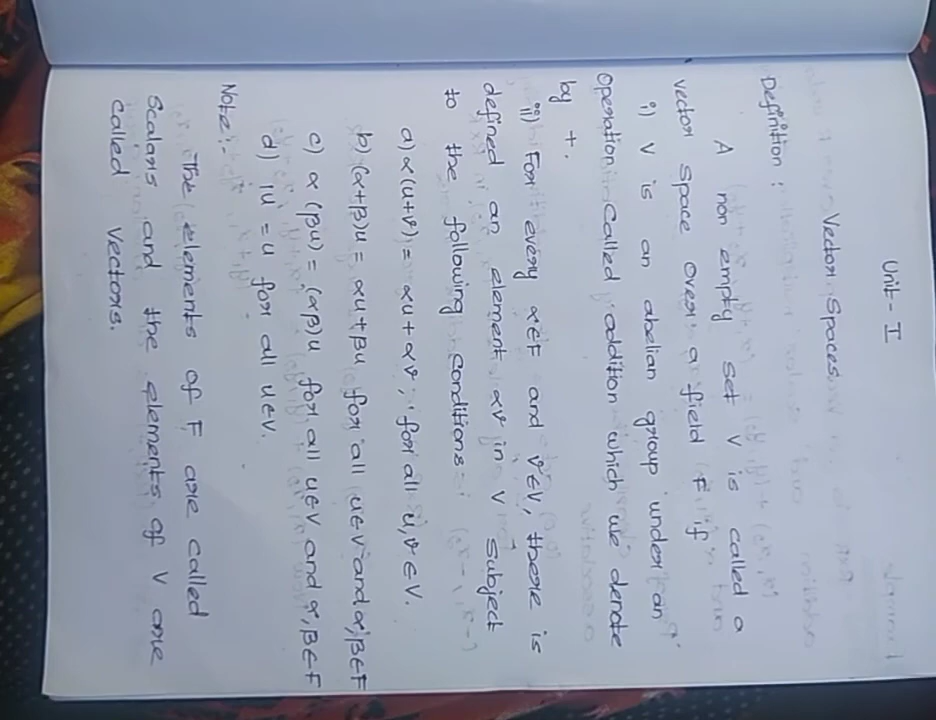 Unit - I
Vector Spaces
Definition :
A non empty set V is called a
vector space over a field F if
i) V is an abelian group under an
operation called addition which we denote
by +.
ii) For every α∈F and v∈V, there is
defined an element αv in V subject
to the following conditions :
a) α(u+v) = αu + αv, for all u,v ∈ V.
b) (α+β)u = αu + βu for all u∈V and α,β∈F
c) α(βu) = (αβ)u for all u∈V and α,β∈F
d) 1u = u for all u∈V.
Note :-
The elements of F are called
Scalars and the elements of V are
called vectors.